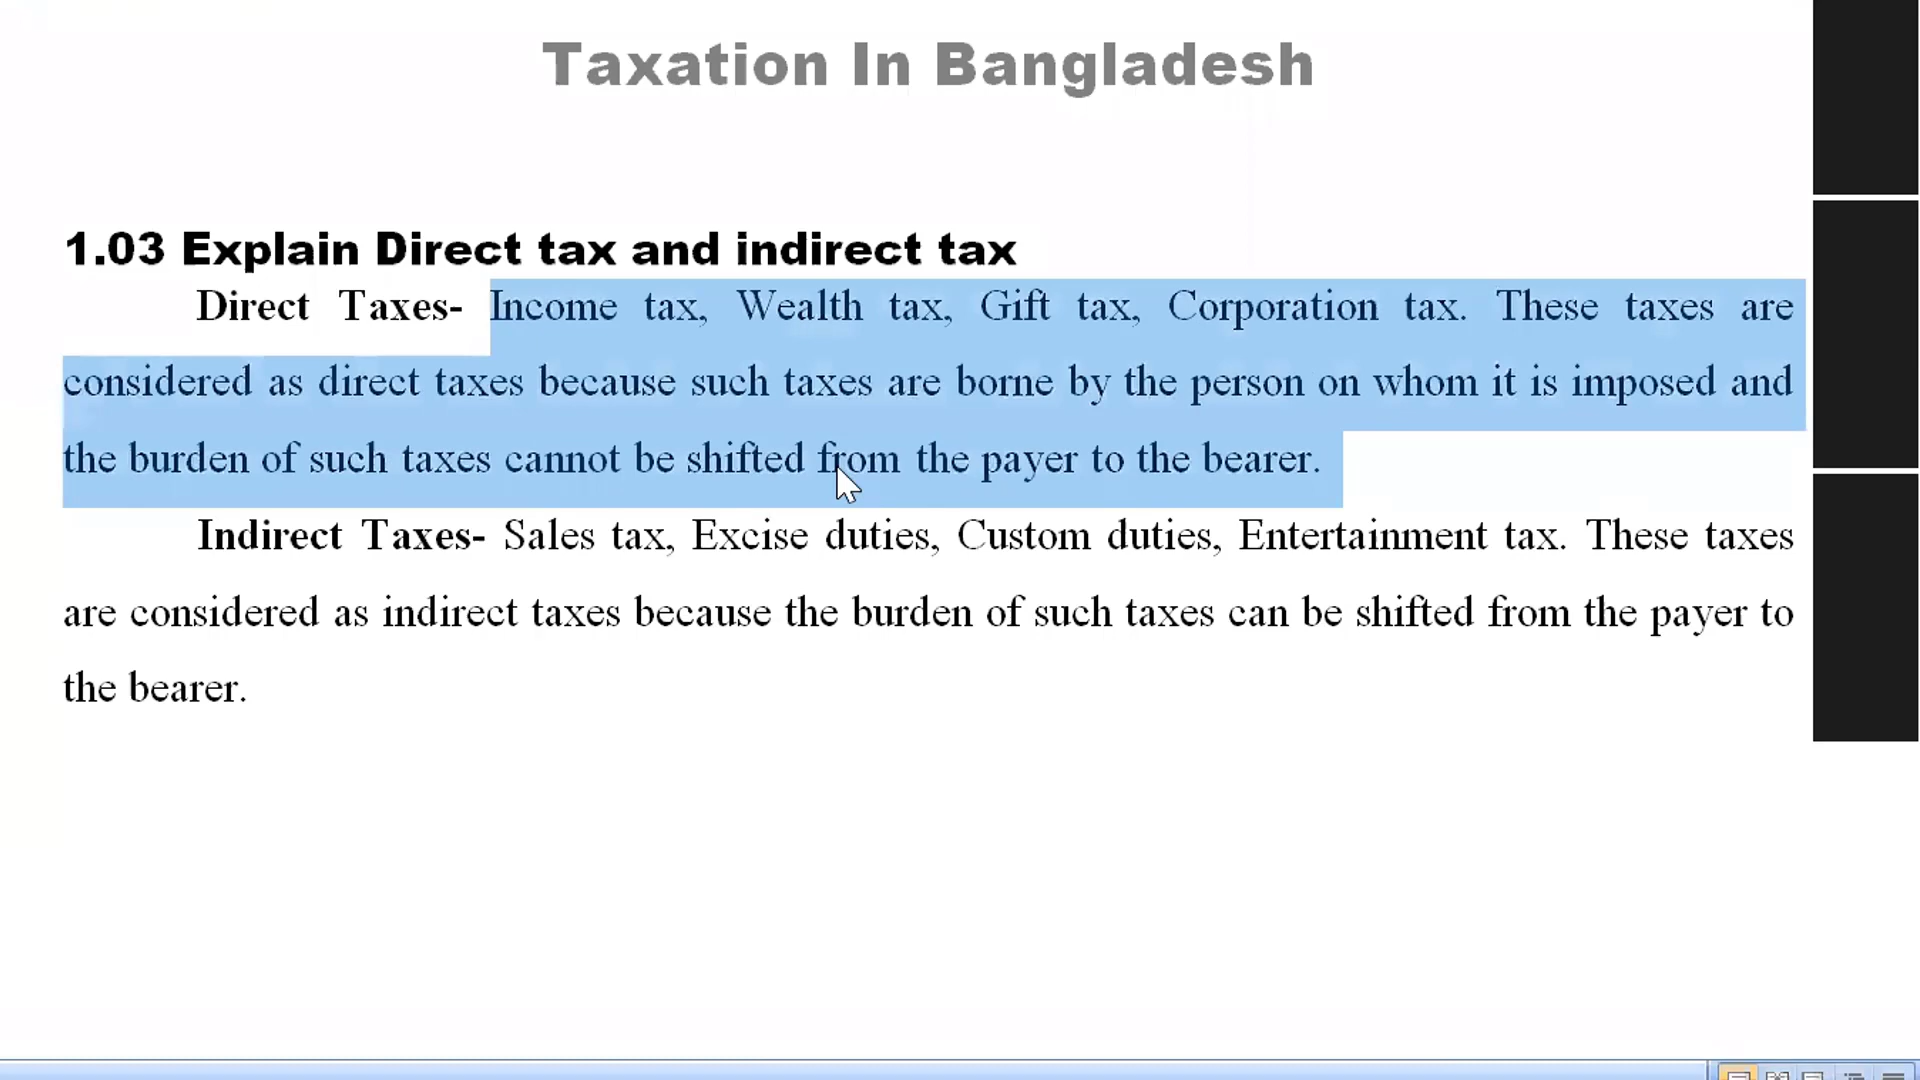 Taxation In Bangladesh
1.03 Explain Direct tax and indirect tax
Direct Taxes- Income tax, Wealth tax, Gift tax, Corporation tax. These taxes are
considered as direct taxes because such taxes are borne by the person on whom it is imposed and
the burden of such taxes cannot be shifted from the payer to the bearer.
Indirect Taxes- Sales tax, Excise duties, Custom duties, Entertainment tax. These taxes
are considered as indirect taxes because the burden of such taxes can be shifted from the payer to
the bearer.